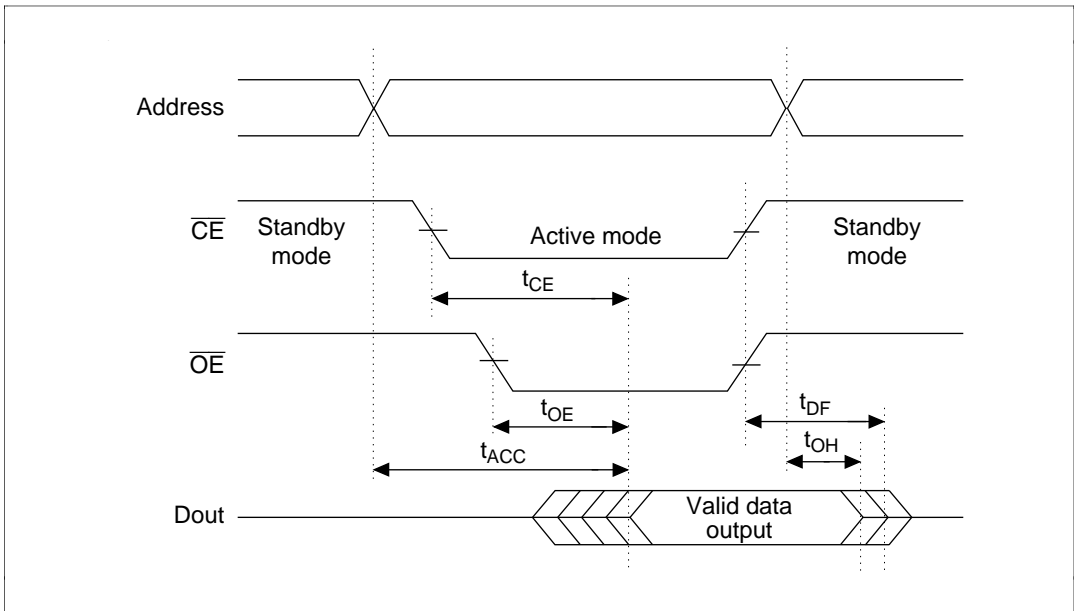 Address
CE
Standby
mode
Active mode
Standby
mode
tCE
OE
tOE
tDF
tACC
tOH
Dout
Valid data
output